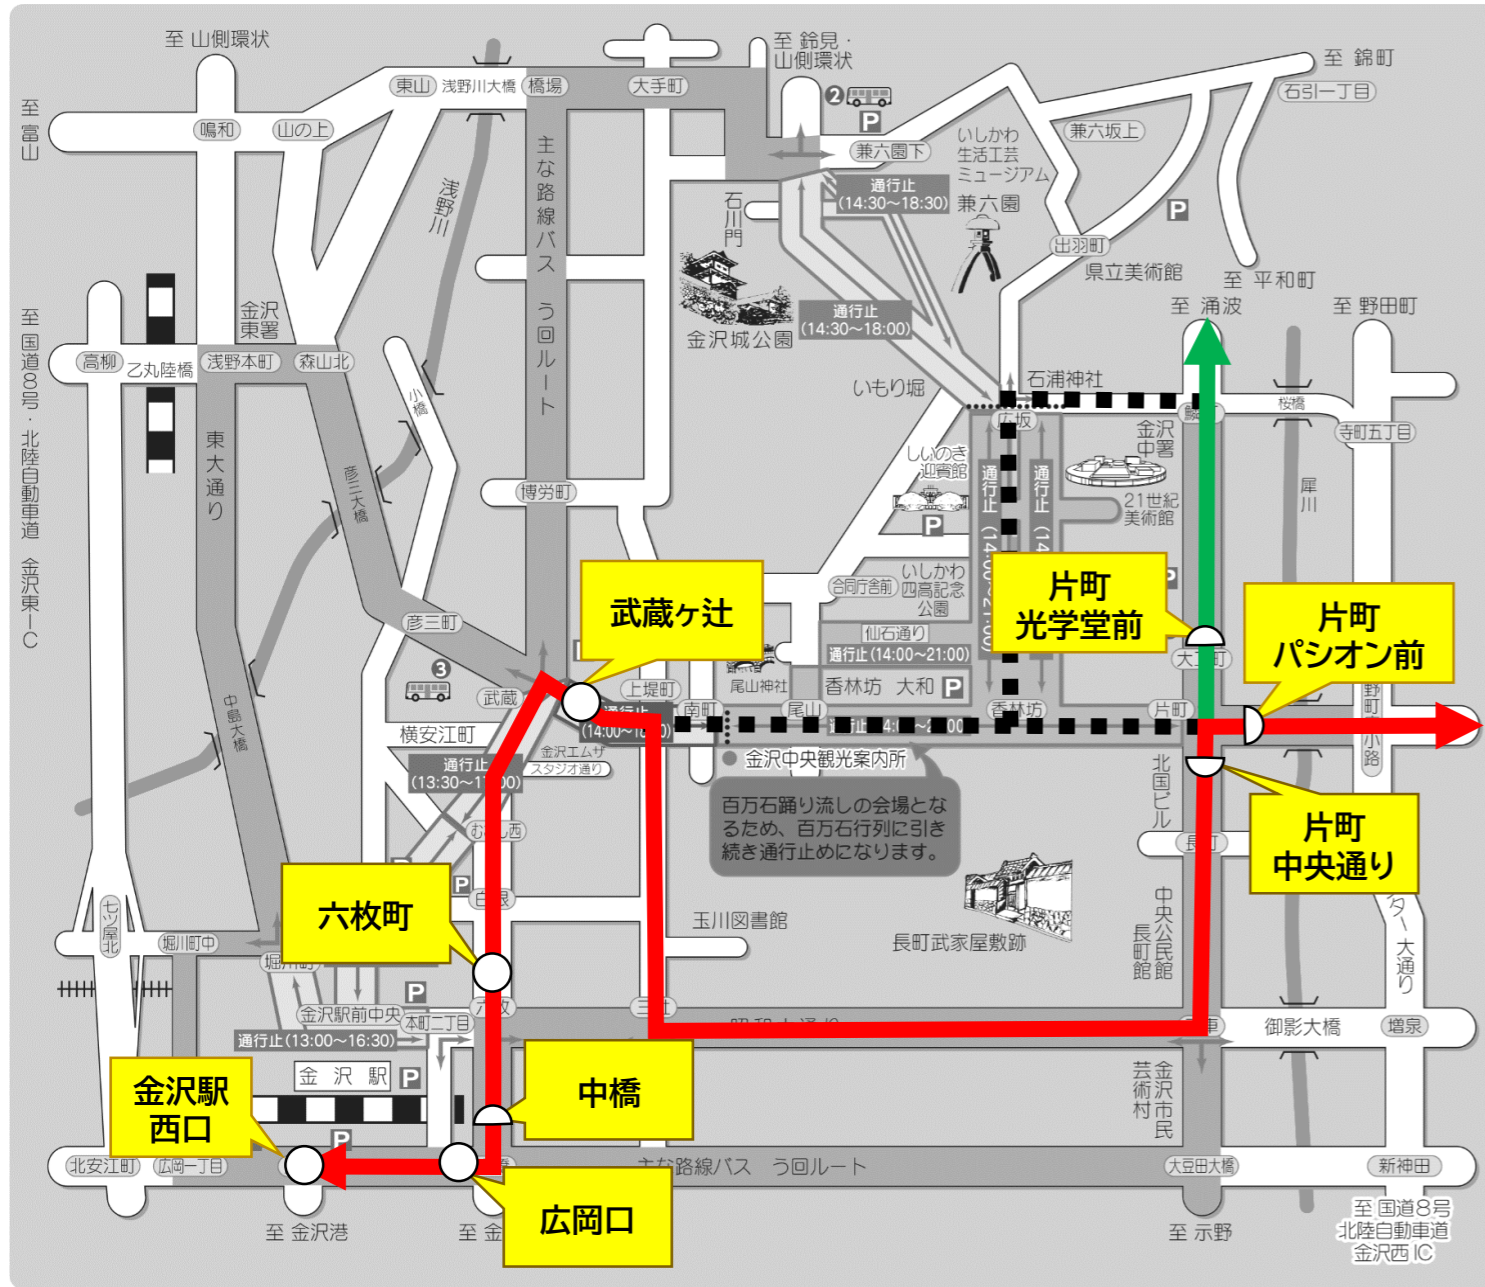 至 山側環状
至 鈴見・
山側環状
至 錦町
石引一丁目
至 富山
鳴和
山の上
東山
浅野川大橋
橋場
大手町
❷
P
兼六園下
兼六坂上
いしかわ
生活工芸
ミュージアム
兼六園
主な路線バス う回ルート
浅野川
石川門
通行止
(14:30～18:30)
P
出羽町
県立美術館
至 平和町
金沢城公園
通行止
(14:30～18:00)
至 涌波
至 野田町
至 国道8号・北陸自動車道 金沢東IC
高柳
乙丸陸橋
金沢
東署
浅野本町
森山北
小橋
いもり堀
石浦神社
広坂
桜橋
寺町五丁目
金沢
中署
東大通り
彦三大橋
博労町
しいのき
迎賓館
P
通行止
通行止
21世紀
美術館
犀川
合同庁舎前
いしかわ
四高記念
公園
片町
光学堂前
片町
パシオン前
武蔵ヶ辻
彦三町
仙石通り
通行止(14:00～21:00)
❸
武蔵
上堤町
尾山神社
香林坊 大和
P
中島大橋
横安江町
南町
尾山
香林坊
片町
金沢エムザ
スタジオ通り
金沢中央観光案内所
北国ビル
百万石踊り流しの会場とな
るため、百万石行列に引き
続き通行止めになります。
片町
中央通り
P
六枚町
七ツ屋北
堀川町中
玉川図書館
長町武家屋敷跡
中央公民館
長町館
金沢駅前中央
P
本町二丁目
御影大橋
増泉
通行止(13:00～16:30)
金沢駅
P
金沢駅
西口
中橋
金沢市民
芸術村
P
北安江町
広岡一丁目
主な路線バス う回ルート
大豆田大橋
新神田
広岡口
至 金沢港
至 金
至 示野
至 国道8号
北陸自動車道
金沢西IC